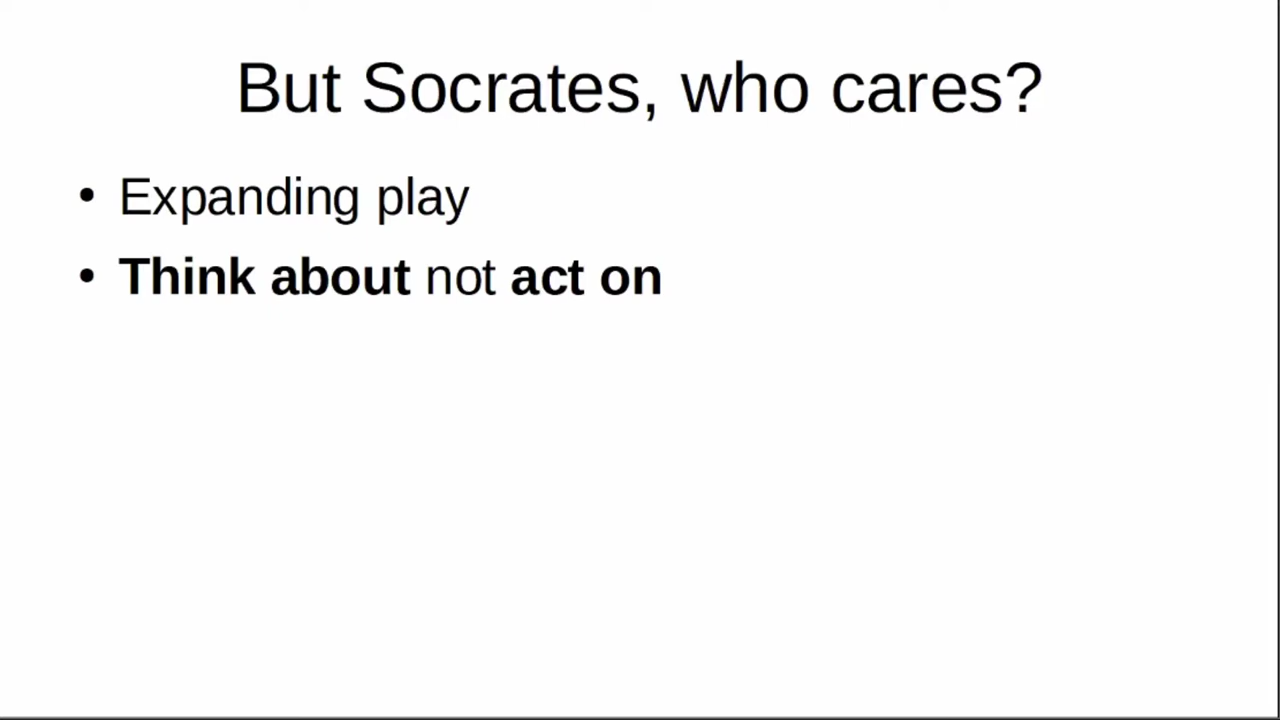 But Socrates, who cares?
• Expanding play
• Think about not act on